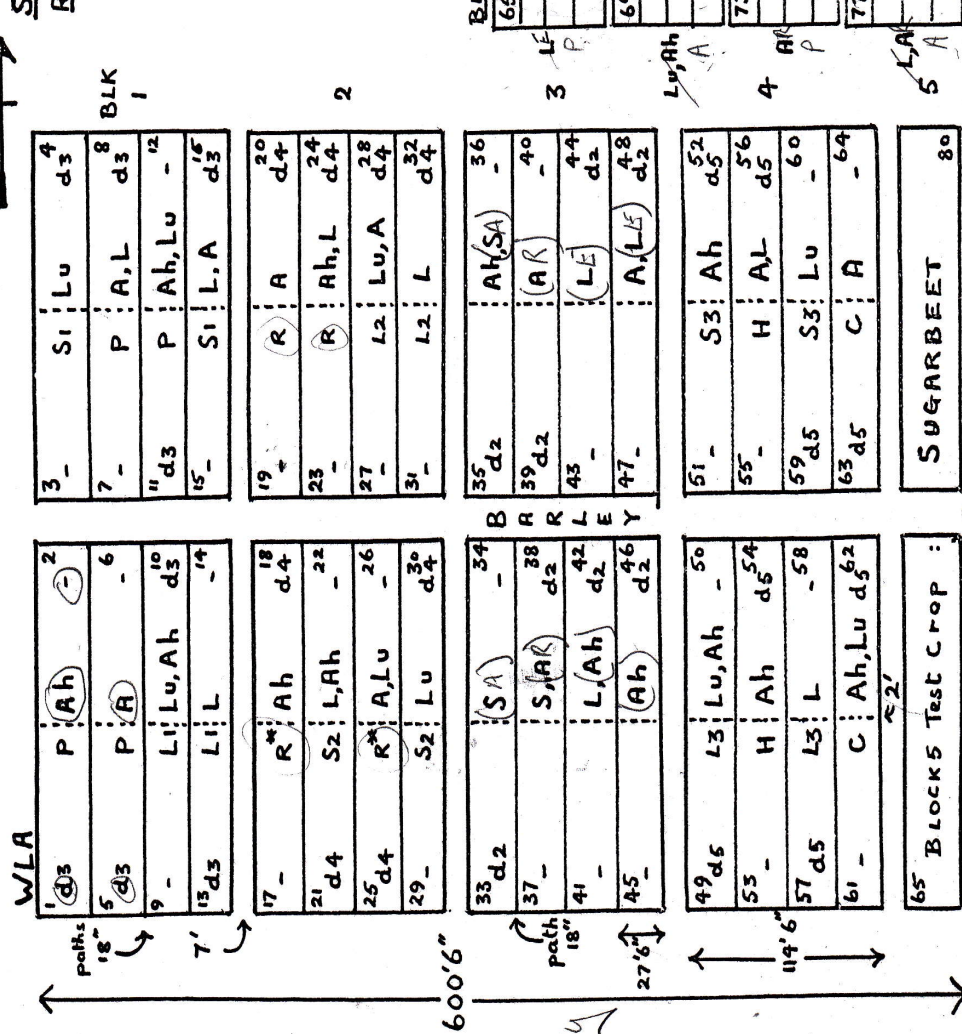 WLA
BLK
1
paths
18"
7'
1 d3 P Ah - 2
3 - S1 Lu d3 4
5 d3 P A - 6
7 - P A,L d3 8
9 - L1 Lu,Ah d3 10
11 d3 P Ah,Lu - 12
13 d3 L1 L - 14
15 - S1 L,A d3 16
2
17 - R* Ah d4 18
19 - R A d4 20
21 d4 S2 L,Ah - 22
23 - R Ah,L d4 24
25 d4 R* A,Lu - 26
27 - L2 Lu,A d4 28
29 - S2 Lu d4 30
31 - L2 L d4 32
600'6"
BARLEY
3
33 d2 (SA) - 34
35 d2 Ah,(SA) - 36
path
18"
37 - S,(AR) d2 38
39 d2 (AR) - 40
41 - L,(Ah) d2 42
43 - (LE) d2 44
27'6"
45 - (Ah) d2 46
47 - A,(LE) d2 48
4
114'6"
49 d5 L3 Lu,Ah - 50
51 - S3 Ah d5 52
53 - H Ah d5 54
55 - H A,L d5 56
57 d5 L3 L - 58
59 d5 S3 Lu - 60
61 - C Ah,Lu d5 62
63 d5 C A - 64
2'
5
65 BLOCK 5 Test Crop :
SUGARBEET 80
LE
P
Lu,Ah
A
AR
P
L,AR
A
S
R